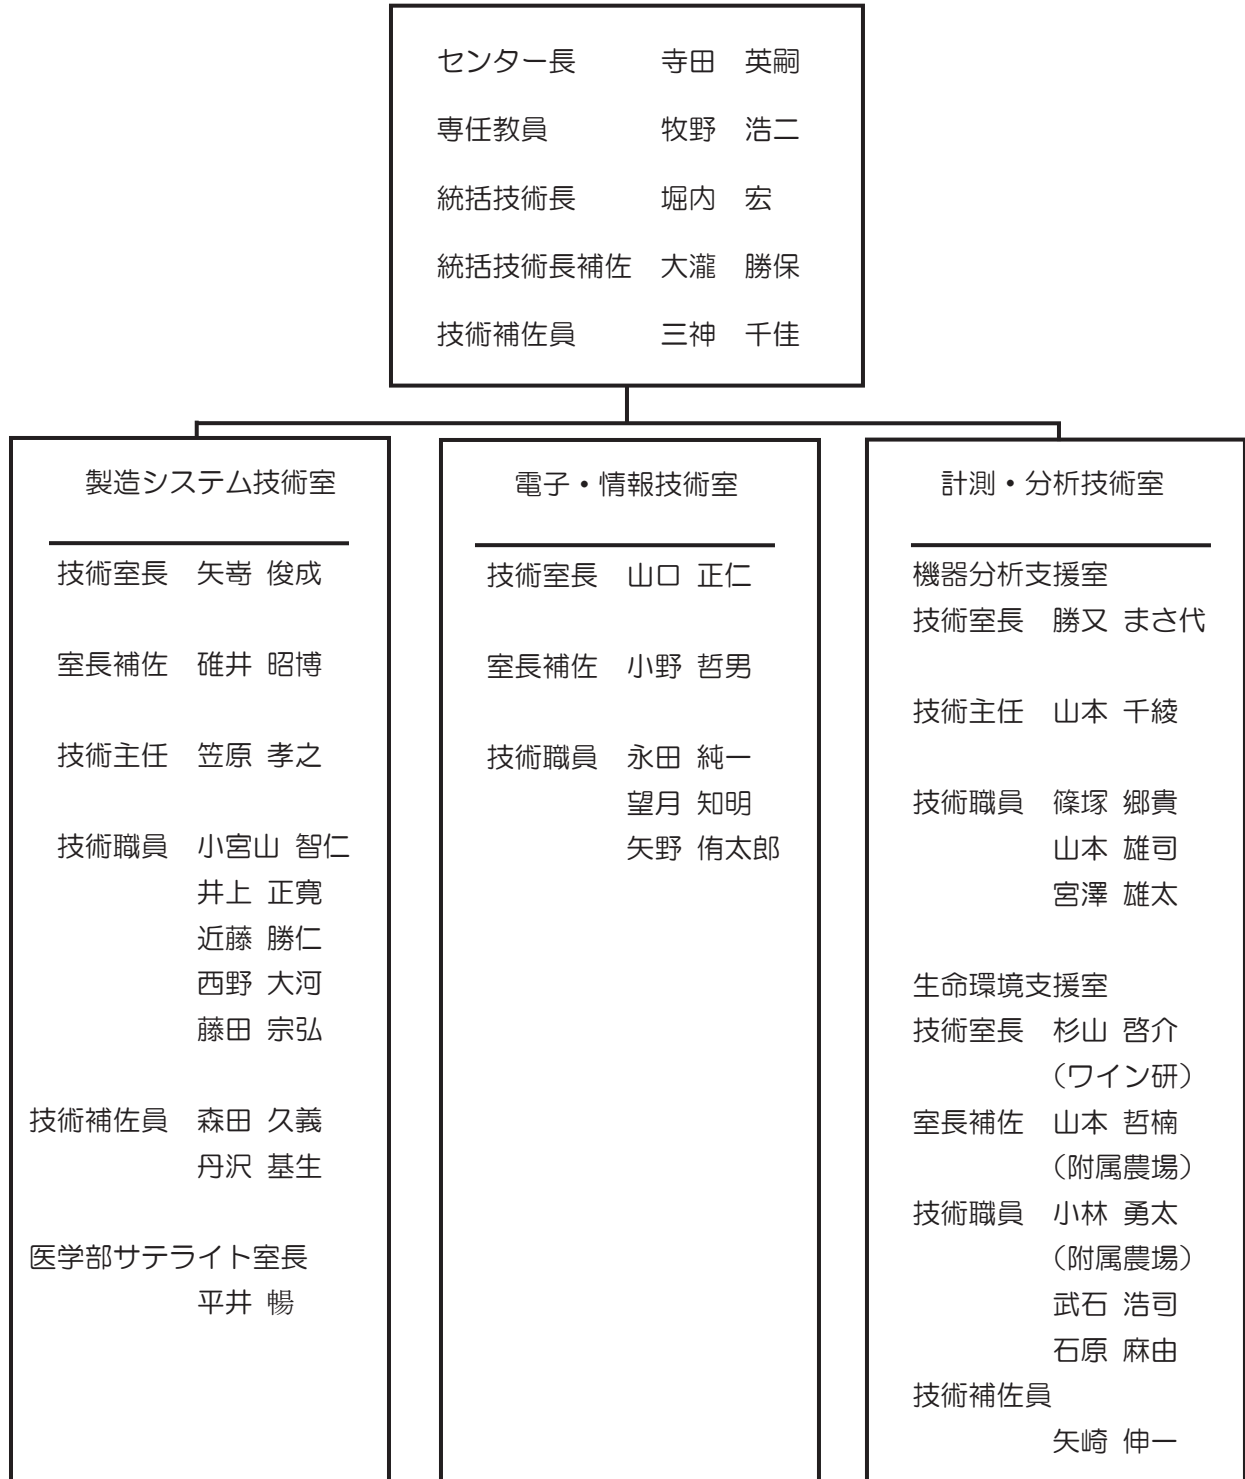 センター長 寺田 英嗣
専任教員 牧野 浩二
統括技術長 堀内 宏
統括技術長補佐 大瀧 勝保
技術補佐員 三神 千佳
製造システム技術室
技術室長 矢嵜 俊成
室長補佐 碓井 昭博
技術主任 笠原 孝之
技術職員 小宮山 智仁
井上 正寛
近藤 勝仁
西野 大河
藤田 宗弘
技術補佐員 森田 久義
丹沢 基生
医学部サテライト室長
平井 暢
電子・情報技術室
技術室長 山口 正仁
室長補佐 小野 哲男
技術職員 永田 純一
望月 知明
矢野 侑太郎
計測・分析技術室
機器分析支援室
技術室長 勝又 まさ代
技術主任 山本 千綾
技術職員 篠塚 郷貴
山本 雄司
宮澤 雄太
生命環境支援室
技術室長 杉山 啓介
（ワイン研）
室長補佐 山本 哲楠
（附属農場）
技術職員 小林 勇太
（附属農場）
武石 浩司
石原 麻由
技術補佐員
矢崎 伸一